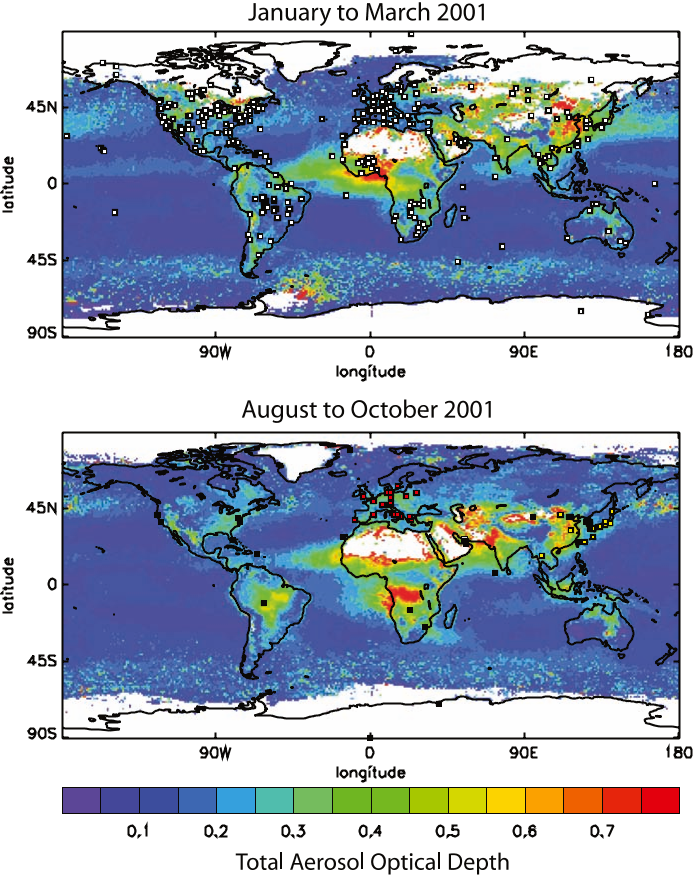 January to March 2001
45N
0
45S
90S
latitude
90W 0 90E 180
longitude
August to October 2001
45N
0
45S
90S
latitude
90W 0 90E 180
longitude
0.1 0.2 0.3 0.4 0.5 0.6 0.7
Total Aerosol Optical Depth